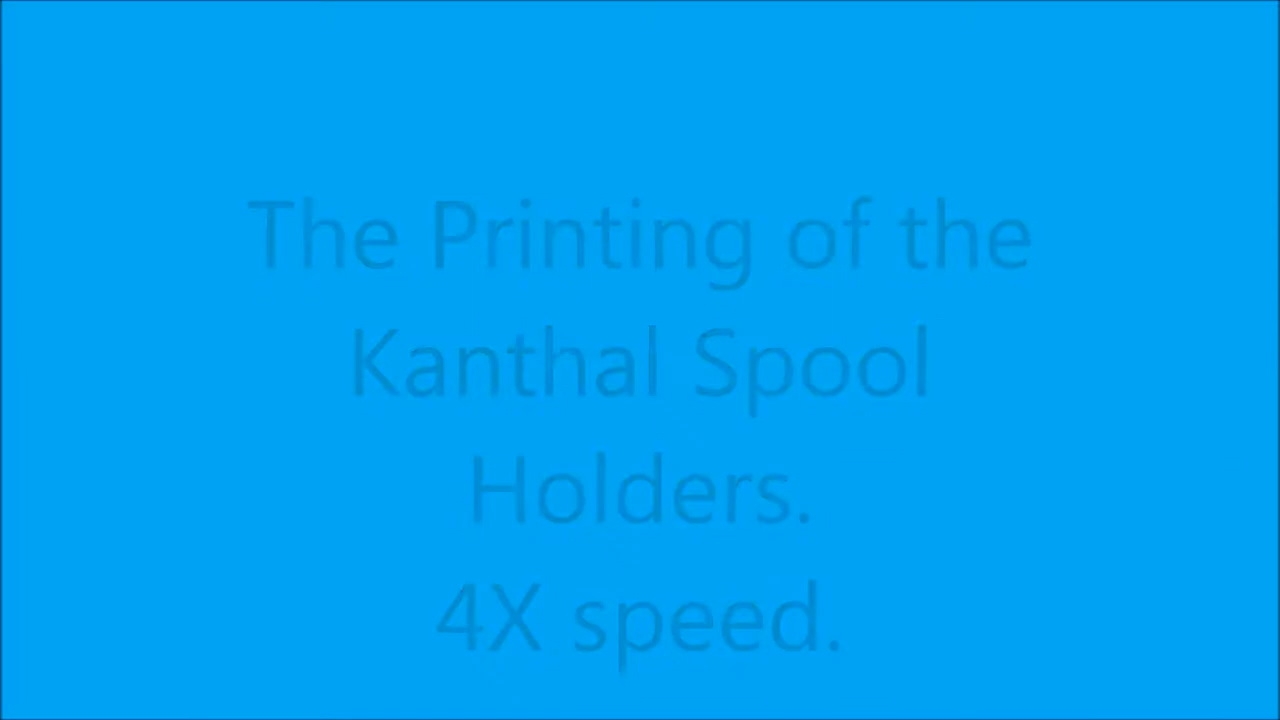 The Printing of the
Kanthal Spool
Holders.
4X speed.